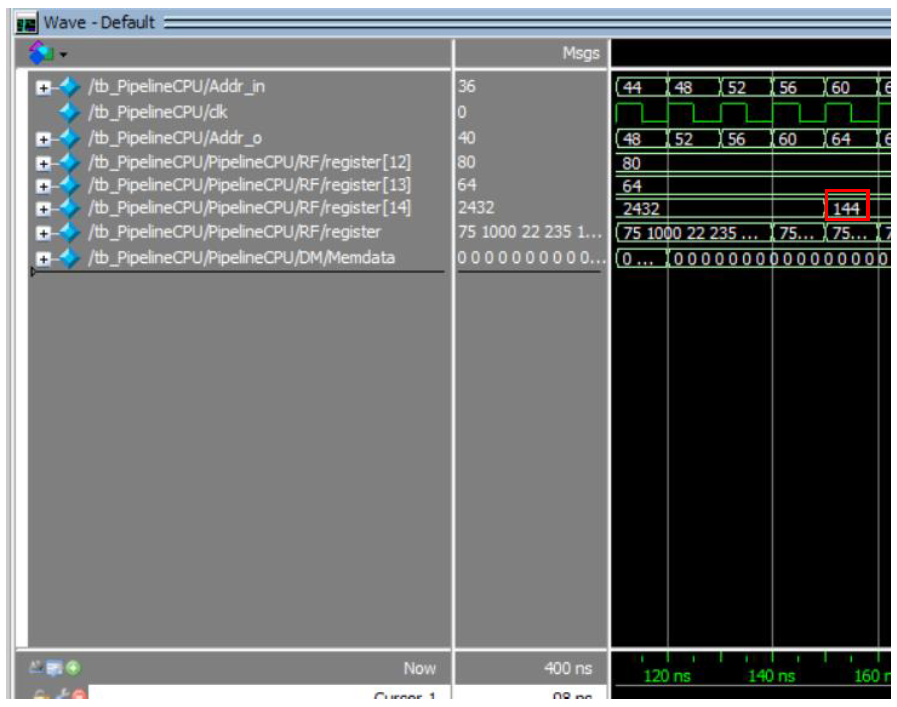 Wave - Default
Msgs
/tb_PipelineCPU/Addr_in 36 44 48 52 56 60 6
/tb_PipelineCPU/clk 0
/tb_PipelineCPU/Addr_o 40 48 52 56 60 64 6
/tb_PipelineCPU/PipelineCPU/RF/register[12] 80 80
/tb_PipelineCPU/PipelineCPU/RF/register[13] 64 64
/tb_PipelineCPU/PipelineCPU/RF/register[14] 2432 2432 144
/tb_PipelineCPU/PipelineCPU/RF/register 75 1000 22 235 1... 75 1000 22 235 ... 75... 75... 7
/tb_PipelineCPU/PipelineCPU/DM/Memdata 0 0 0 0 0 0 0 0 0 0 0... 0 ... 0 0 0 0 0 0 0 0 0 0 0 0 0 0 0 0 0
Now 400 ns 120 ns 140 ns 160 n
Cursor 1 98 ns